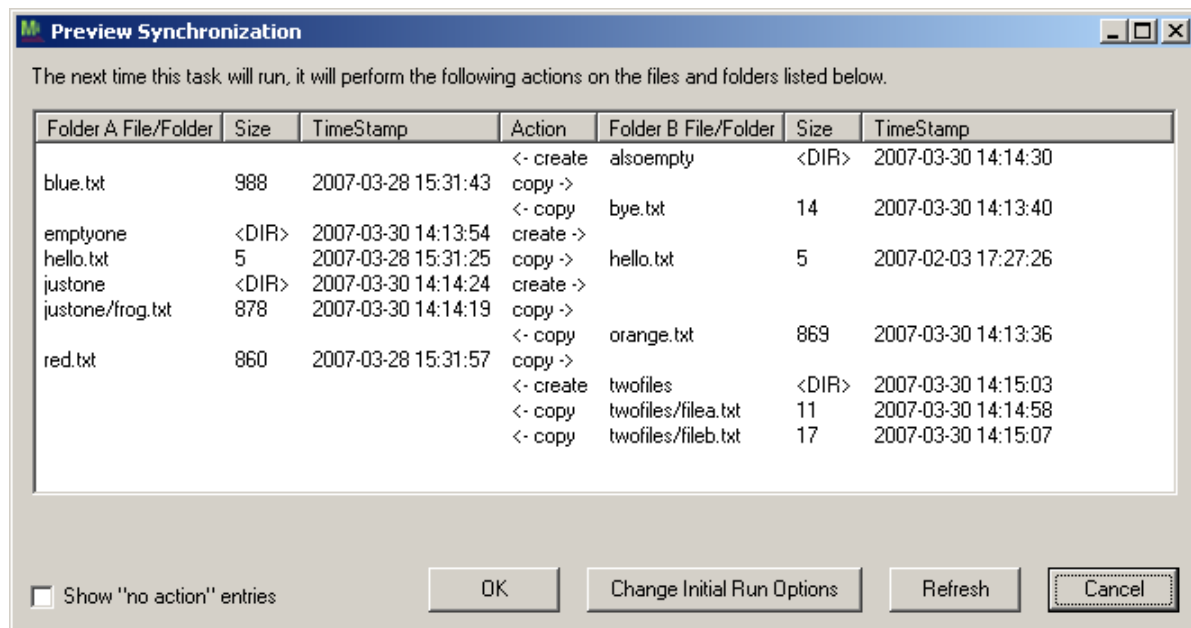 Preview Synchronization
The next time this task will run, it will perform the following actions on the files and folders listed below.
Folder A File/Folder Size TimeStamp Action Folder B File/Folder Size TimeStamp
<- create alsoempty <DIR> 2007-03-30 14:14:30
blue.txt 988 2007-03-28 15:31:43 copy ->
<- copy bye.txt 14 2007-03-30 14:13:40
emptyone <DIR> 2007-03-30 14:13:54 create ->
hello.txt 5 2007-03-28 15:31:25 copy -> hello.txt 5 2007-02-03 17:27:26
justone <DIR> 2007-03-30 14:14:24 create ->
justone/frog.txt 878 2007-03-30 14:14:19 copy ->
<- copy orange.txt 869 2007-03-30 14:13:36
red.txt 860 2007-03-28 15:31:57 copy ->
<- create twofiles <DIR> 2007-03-30 14:15:03
<- copy twofiles/filea.txt 11 2007-03-30 14:14:58
<- copy twofiles/fileb.txt 17 2007-03-30 14:15:07
Show "no action" entries OK Change Initial Run Options Refresh Cancel